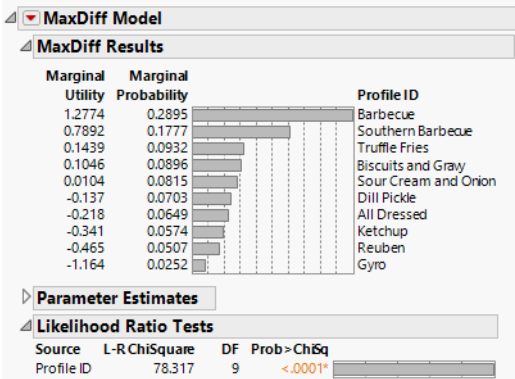 MaxDiff Model
MaxDiff Results
Marginal Marginal
Utility Probability Profile ID
1.2774 0.2895 Barbecue
0.7892 0.1777 Southern Barbecue
0.1439 0.0932 Truffle Fries
0.1046 0.0896 Biscuits and Gravy
0.0104 0.0815 Sour Cream and Onion
-0.137 0.0703 Dill Pickle
-0.218 0.0649 All Dressed
-0.341 0.0574 Ketchup
-0.465 0.0507 Reuben
-1.164 0.0252 Gyro
Parameter Estimates
Likelihood Ratio Tests
Source L-R ChiSquare DF Prob>ChiSq
Profile ID 78.317 9 <.0001*